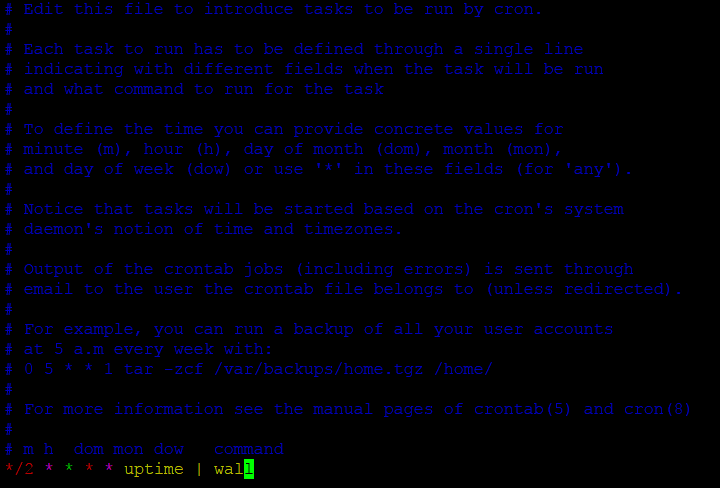 # Edit this file to introduce tasks to be run by cron.
#
# Each task to run has to be defined through a single line
# indicating with different fields when the task will be run
# and what command to run for the task
#
# To define the time you can provide concrete values for
# minute (m), hour (h), day of month (dom), month (mon),
# and day of week (dow) or use '*' in these fields (for 'any').
#
# Notice that tasks will be started based on the cron's system
# daemon's notion of time and timezones.
#
# Output of the crontab jobs (including errors) is sent through
# email to the user the crontab file belongs to (unless redirected).
#
# For example, you can run a backup of all your user accounts
# at 5 a.m every week with:
# 0 5 * * 1 tar -zcf /var/backups/home.tgz /home/
#
# For more information see the manual pages of crontab(5) and cron(8)
#
# m h  dom mon dow   command
*/2 * * * * uptime | wall